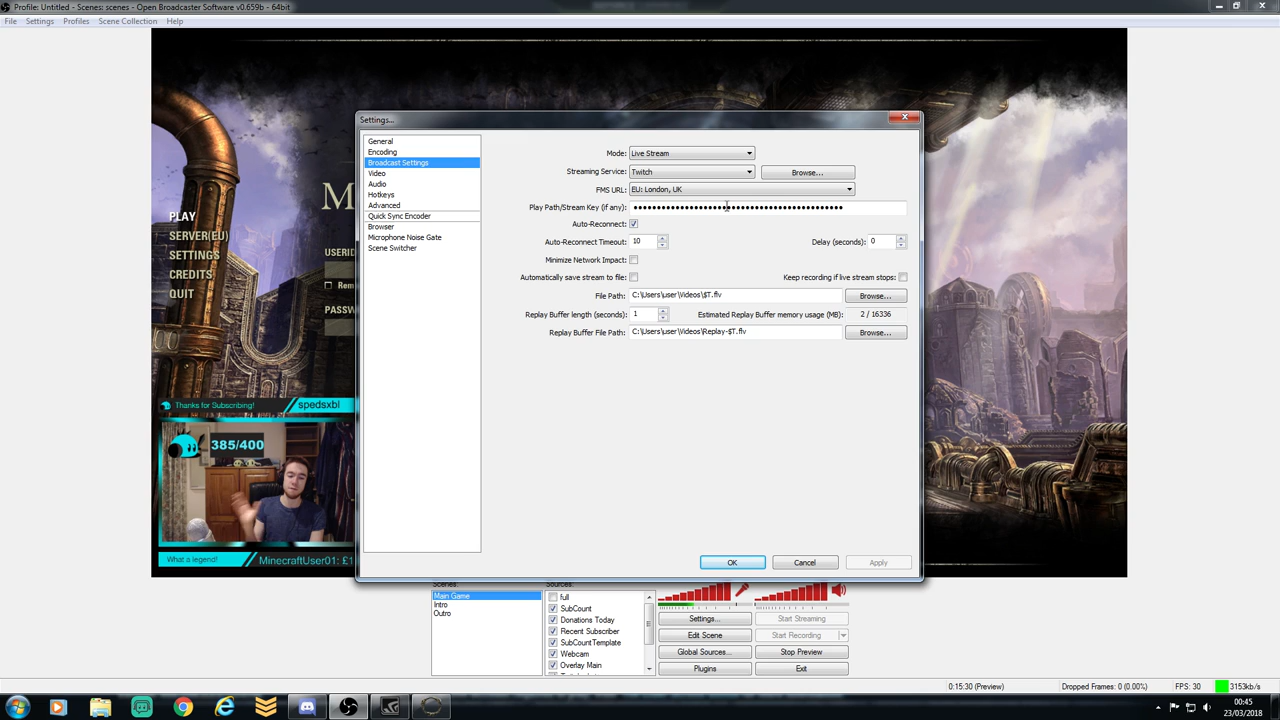 Profile: Untitled - Scenes: scenes - Open Broadcaster Software v0.659b - 64bit
File Settings Profiles Scene Collection Help
Settings...
General
Encoding
Broadcast Settings
Video
Audio
Hotkeys
Advanced
Quick Sync Encoder
Browser
Microphone Noise Gate
Scene Switcher
Mode: Live Stream
Streaming Service: Twitch Browse...
FMS URL: EU: London, UK
Play Path/Stream Key (if any): ●●●●●●●●●●●●●●●●●●●●●●●●●●●●●●●●●●●●●●●●●●●●
Auto-Reconnect:
Auto-Reconnect Timeout: 10 Delay (seconds): 0
Minimize Network Impact:
Automatically save stream to file: Keep recording if live stream stops:
File Path: C:\Users\user\Videos\$T.flv Browse...
Replay Buffer length (seconds): 1 Estimated Replay Buffer memory usage (MB): 2 / 16336
Replay Buffer File Path: C:\Users\user\Videos\Replay-$T.flv Browse...
OK Cancel Apply
M
PLAY
SERVER(EU)
SETTINGS
CREDITS
QUIT
USERID
Rem
PASSW
Thanks for Subscribing! spedsxbl
385/400
What a legend! MinecraftUser01: £1
Scenes:
Main Game
Intro
Outro
Sources:
full
SubCount
Donations Today
Recent Subscriber
SubCountTemplate
Webcam
Overlay Main
Settings... Start Streaming
Edit Scene Start Recording
Global Sources... Stop Preview
Plugins Exit
0:15:30 (Preview) Dropped Frames: 0 (0.00%) FPS: 30 3153kb/s
00:45
23/03/2018